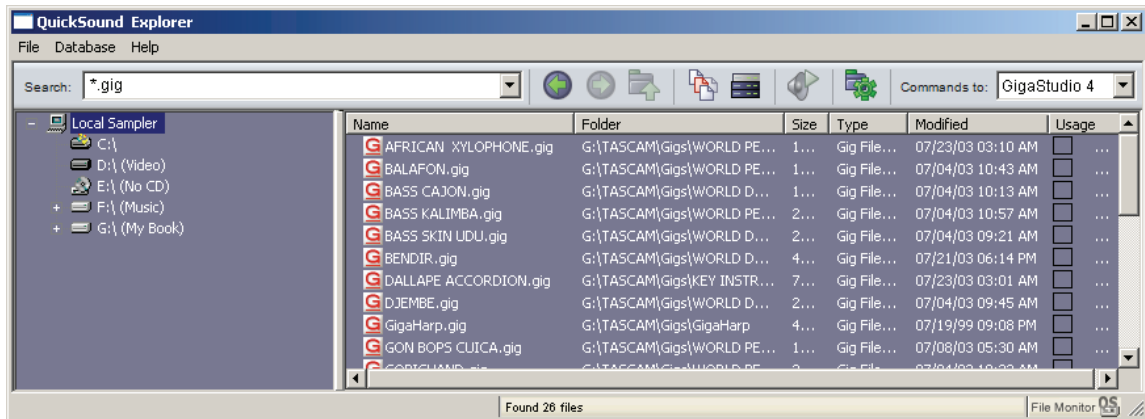 QuickSound Explorer
File Database Help
Search: *.gig Commands to: GigaStudio 4
- Local Sampler
C:\
D:\ (Video)
E:\ (No CD)
+ F:\ (Music)
+ G:\ (My Book)
Name Folder Size Type Modified Usage
G AFRICAN XYLOPHONE.gig G:\TASCAM\Gigs\WORLD PE... 1... Gig File... 07/23/03 03:10 AM ...
G BALAFON.gig G:\TASCAM\Gigs\WORLD PE... 1... Gig File... 07/04/03 10:43 AM ...
G BASS CAJON.gig G:\TASCAM\Gigs\WORLD D... 1... Gig File... 07/04/03 10:13 AM ...
G BASS KALIMBA.gig G:\TASCAM\Gigs\WORLD PE... 2... Gig File... 07/04/03 10:57 AM ...
G BASS SKIN UDU.gig G:\TASCAM\Gigs\WORLD D... 2... Gig File... 07/04/03 09:21 AM ...
G BENDIR.gig G:\TASCAM\Gigs\WORLD D... 4... Gig File... 07/21/03 06:14 PM ...
G DALLAPE ACCORDION.gig G:\TASCAM\Gigs\KEY INSTR... 7... Gig File... 07/23/03 03:01 AM ...
G DJEMBE.gig G:\TASCAM\Gigs\WORLD D... 2... Gig File... 07/04/03 09:45 AM ...
G GigaHarp.gig G:\TASCAM\Gigs\GigaHarp 4... Gig File... 07/19/99 09:08 PM ...
G GON BOPS CUICA.gig G:\TASCAM\Gigs\WORLD PE... 1... Gig File... 07/08/03 05:30 AM ...
Found 26 files
File Monitor QS